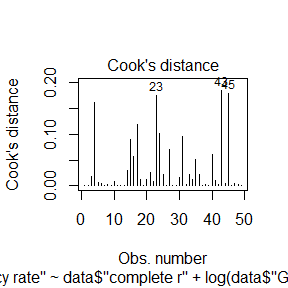 Cook's distance
23
45
Cook's distance
0.20
0.10
0.00
0 10 20 30 40 50
Obs. number
cy rate" ~ data$"complete r" + log(data$"G